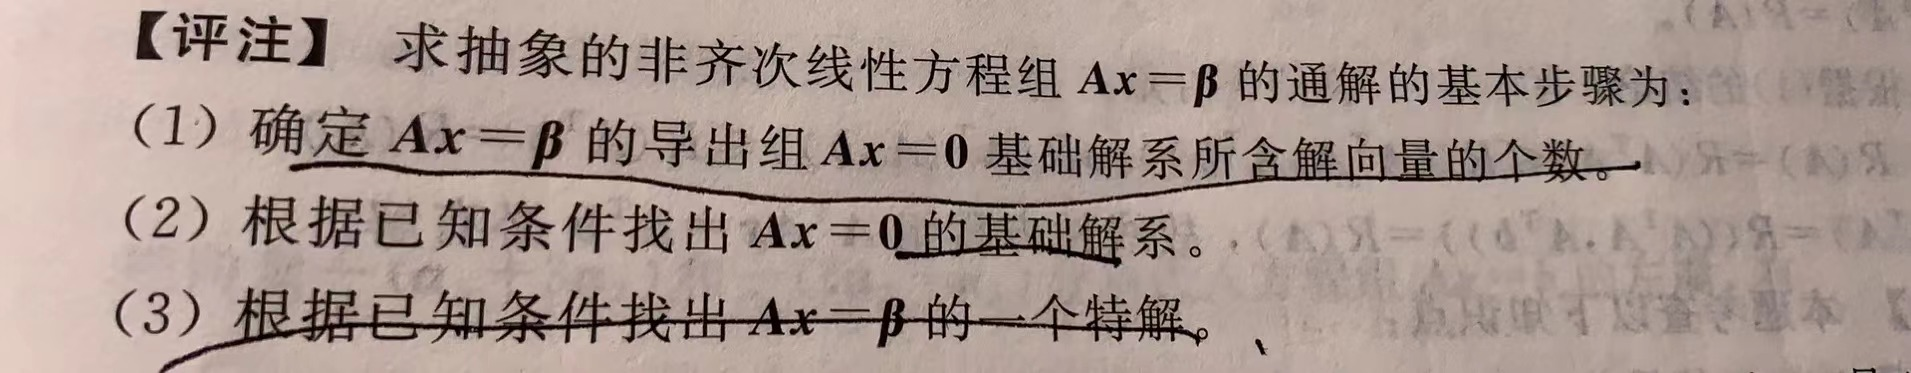 【评注】 求抽象的非齐次线性方程组 Ax=β 的通解的基本步骤为：
（1）确定 Ax=β 的导出组 Ax=0 基础解系所含解向量的个数。
（2）根据已知条件找出 Ax=0 的基础解系。
（3）根据已知条件找出 Ax=β 的一个特解。